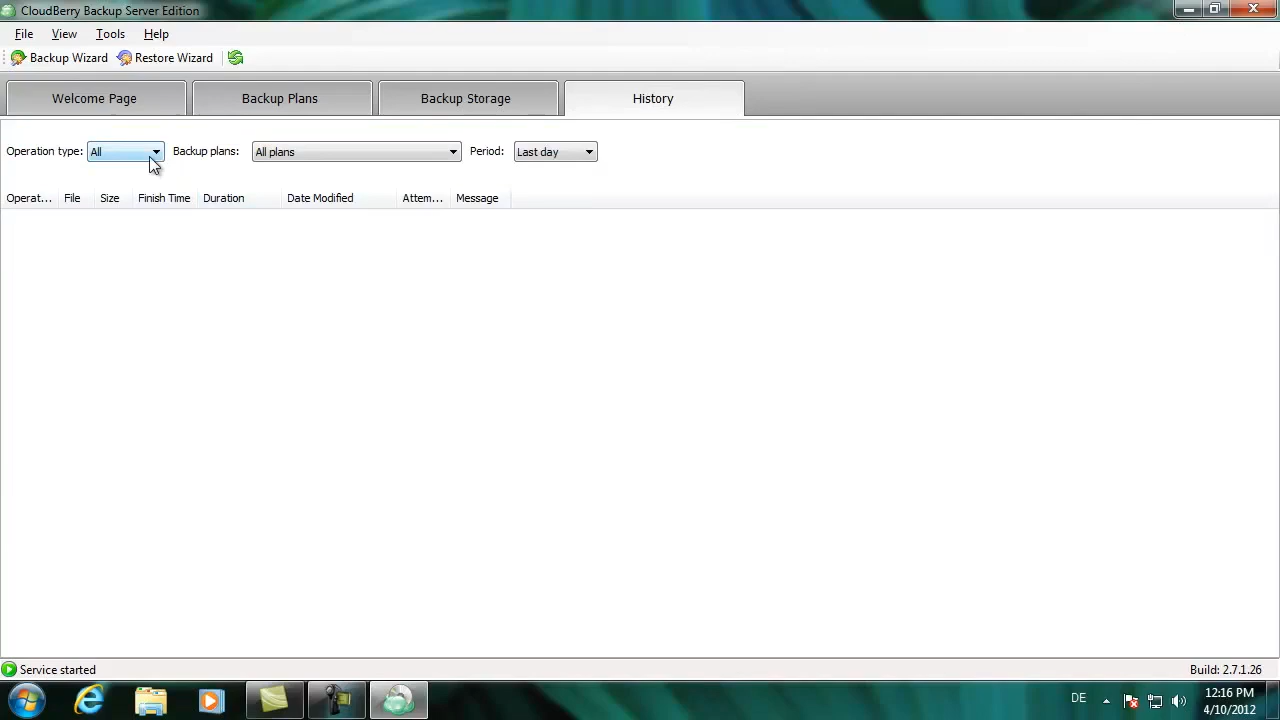 CloudBerry Backup Server Edition
File View Tools Help
Backup Wizard Restore Wizard
Welcome Page Backup Plans Backup Storage History
Operation type: All Backup plans: All plans Period: Last day
Operat... File Size Finish Time Duration Date Modified Attem... Message
Service started Build: 2.7.1.26
DE 12:16 PM
4/10/2012